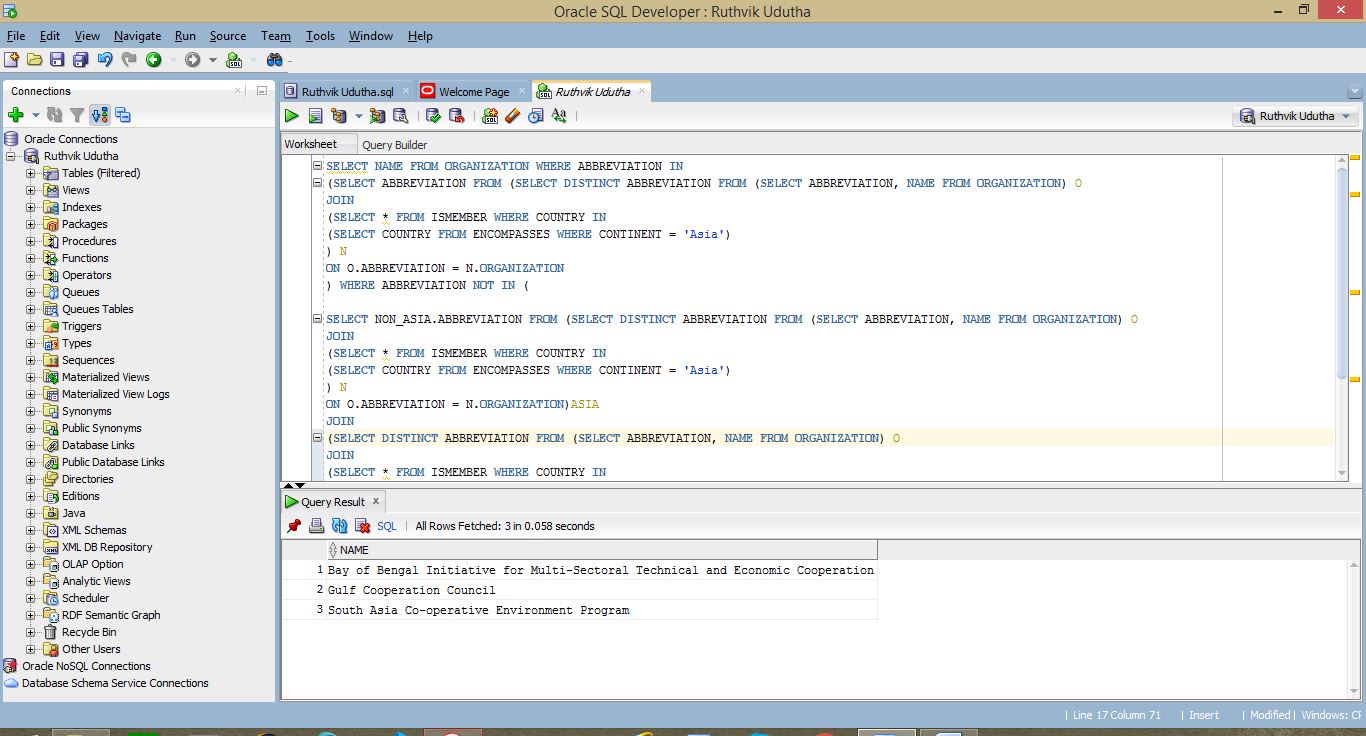 Oracle SQL Developer : Ruthvik Udutha
File Edit View Navigate Run Source Team Tools Window Help
Connections
Oracle Connections
Ruthvik Udutha
Tables (Filtered)
Views
Indexes
Packages
Procedures
Functions
Operators
Queues
Queues Tables
Triggers
Types
Sequences
Materialized Views
Materialized View Logs
Synonyms
Public Synonyms
Database Links
Public Database Links
Directories
Editions
Java
XML Schemas
XML DB Repository
OLAP Option
Analytic Views
Scheduler
RDF Semantic Graph
Recycle Bin
Other Users
Oracle NoSQL Connections
Database Schema Service Connections
Ruthvik Udutha.sql Welcome Page Ruthvik Udutha
Ruthvik Udutha
Worksheet Query Builder
SELECT NAME FROM ORGANIZATION WHERE ABBREVIATION IN
(SELECT ABBREVIATION FROM (SELECT DISTINCT ABBREVIATION FROM (SELECT ABBREVIATION, NAME FROM ORGANIZATION) O
JOIN
(SELECT * FROM ISMEMBER WHERE COUNTRY IN
(SELECT COUNTRY FROM ENCOMPASSES WHERE CONTINENT = 'Asia')
) N
ON O.ABBREVIATION = N.ORGANIZATION
) WHERE ABBREVIATION NOT IN (
SELECT NON_ASIA.ABBREVIATION FROM (SELECT DISTINCT ABBREVIATION FROM (SELECT ABBREVIATION, NAME FROM ORGANIZATION) O
JOIN
(SELECT * FROM ISMEMBER WHERE COUNTRY IN
(SELECT COUNTRY FROM ENCOMPASSES WHERE CONTINENT = 'Asia')
) N
ON O.ABBREVIATION = N.ORGANIZATION)ASIA
JOIN
(SELECT DISTINCT ABBREVIATION FROM (SELECT ABBREVIATION, NAME FROM ORGANIZATION) O
JOIN
(SELECT * FROM ISMEMBER WHERE COUNTRY IN
Query Result x
SQL | All Rows Fetched: 3 in 0.058 seconds
NAME
1 Bay of Bengal Initiative for Multi-Sectoral Technical and Economic Cooperation
2 Gulf Cooperation Council
3 South Asia Co-operative Environment Program
| Line 17 Column 71 | Insert | Modified | Windows: CF